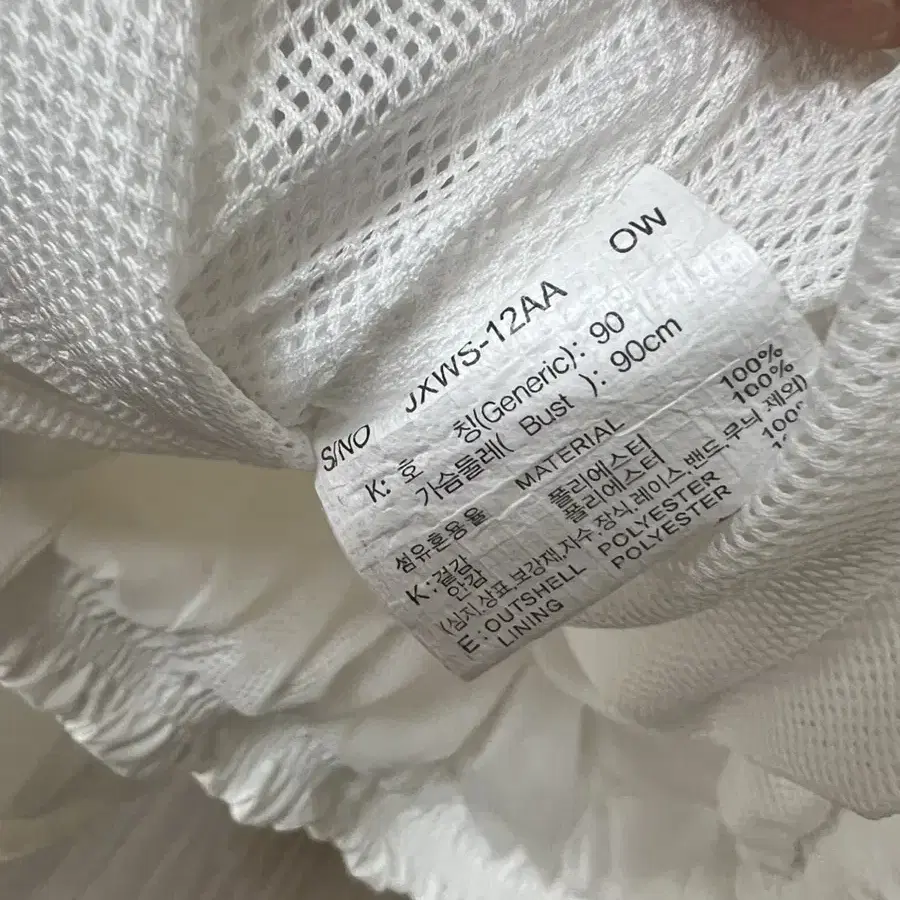 S/NO JXWS-12AA OW
K: 호 칭(Generic): 90
가슴둘레( Bust ): 90cm
섬유혼용율 MATERIAL
K:겉감 폴리에스터 100%
안감 폴리에스터 100%
(심지,상표,보강재,자수,장식,레이스,밴드,무늬 제외)
E:OUTSHELL POLYESTER 100%
LINING POLYESTER